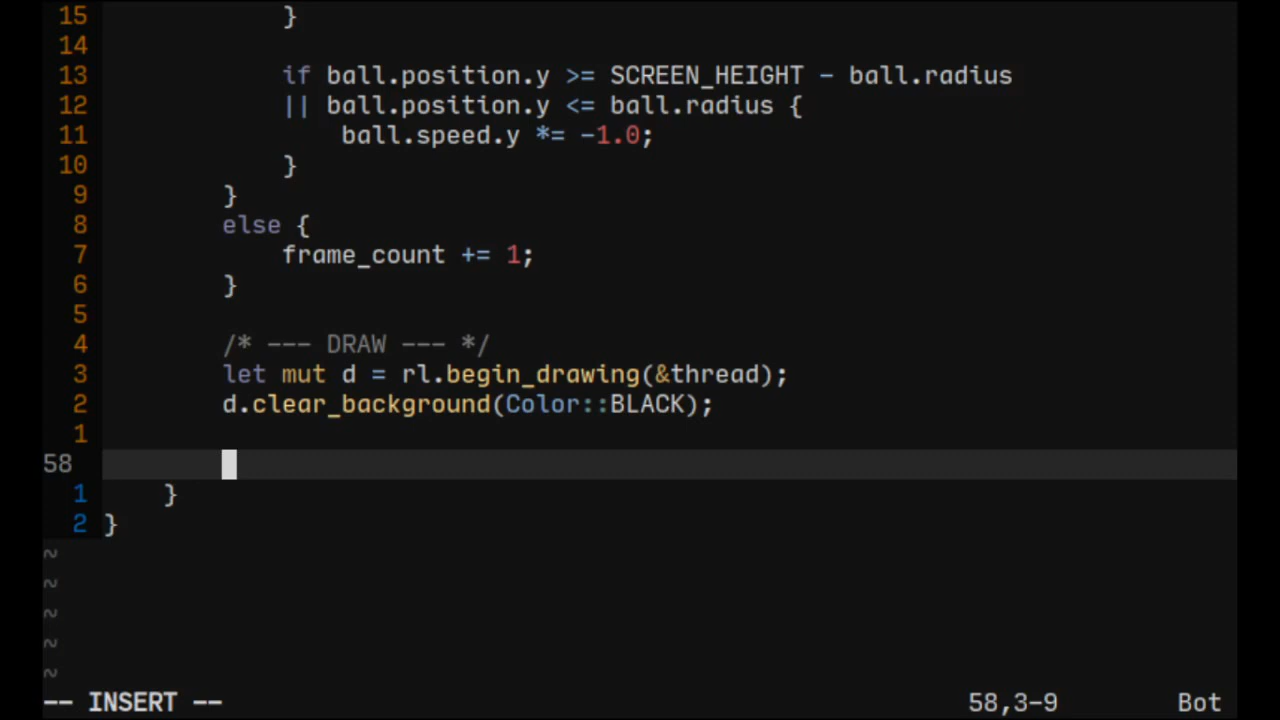 15 }
14
13 if ball.position.y >= SCREEN_HEIGHT - ball.radius
12 || ball.position.y <= ball.radius {
11 ball.speed.y *= -1.0;
10 }
9 }
8 else {
7 frame_count += 1;
6 }
5
4 /* --- DRAW --- */
3 let mut d = rl.begin_drawing(&thread);
2 d.clear_background(Color::BLACK);
1
58
1 }
2 }
~
~
~
~
~
-- INSERT -- 58,3-9 Bot